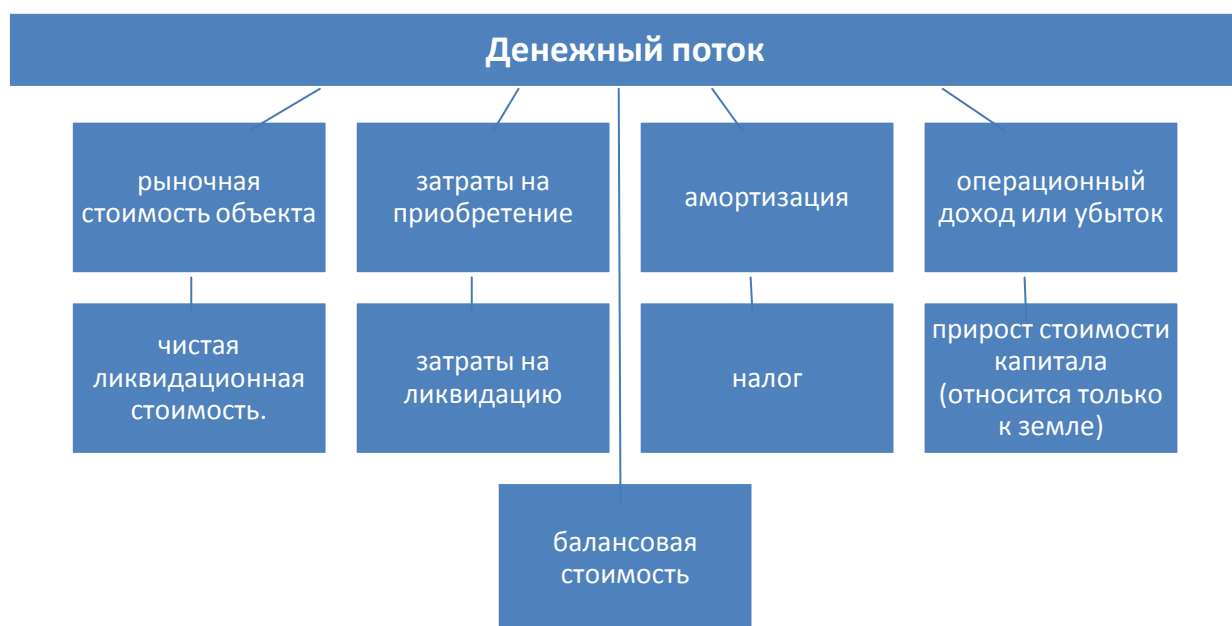 Денежный поток
рыночная
стоимость объекта
затраты на
приобретение
амортизация
операционный
доход или убыток
чистая
ликвидационная
стоимость.
затраты на
ликвидацию
налог
прирост стоимости
капитала
(относится только
к земле)
балансовая
стоимость